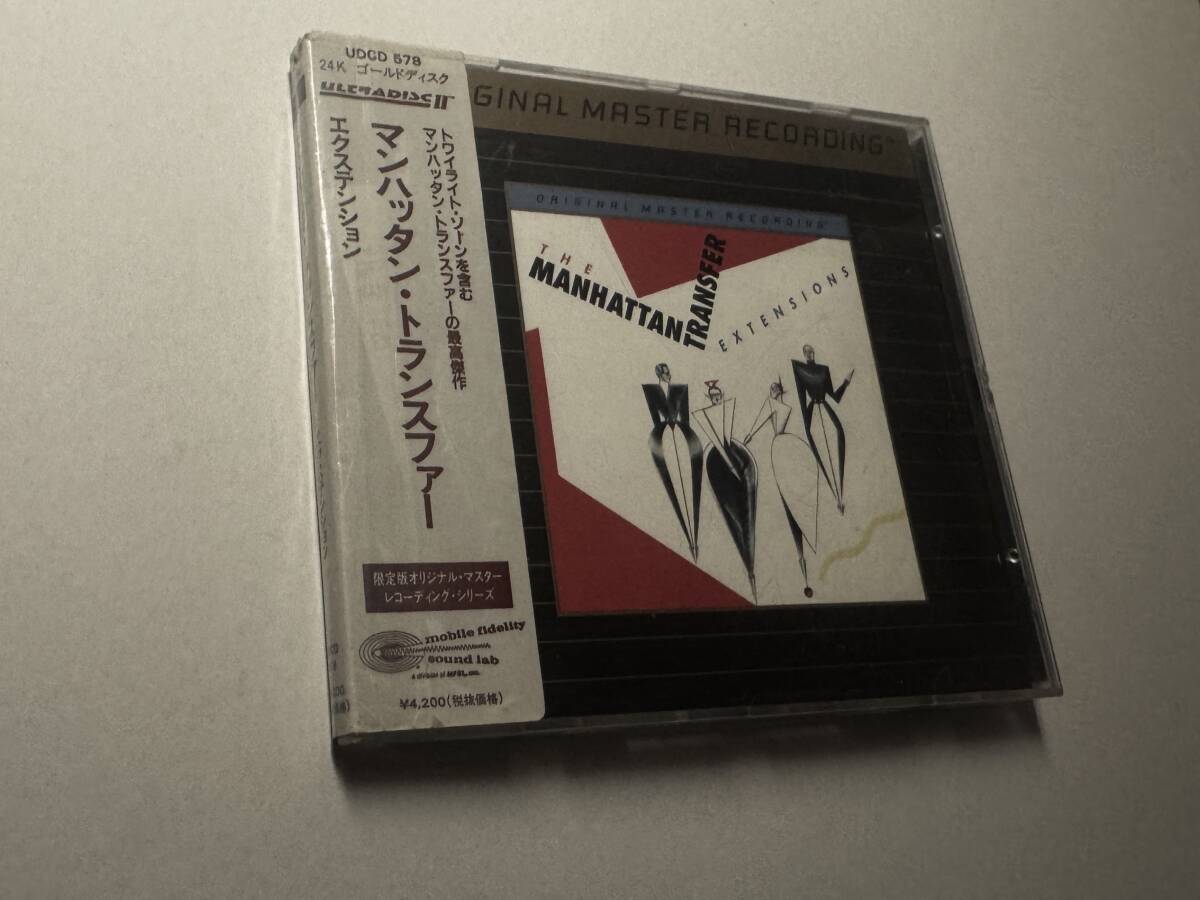 UDCD 578
24K ゴールドディスク
ULTRADISC II
トワイライト・ゾーンを含む
マンハッタン・トランスファーの最高傑作
マンハッタン・トランスファー
エクステンション
限定版オリジナル・マスター
レコーディング・シリーズ
mobile fidelity
sound lab
A DIVISION OF MFSL, INC.
¥4,200(税抜価格)
GINAL MASTER RECORDING™
ORIGINAL MASTER RECORDING
THE
MANHATTAN
TRANSFER
EXTENSIONS